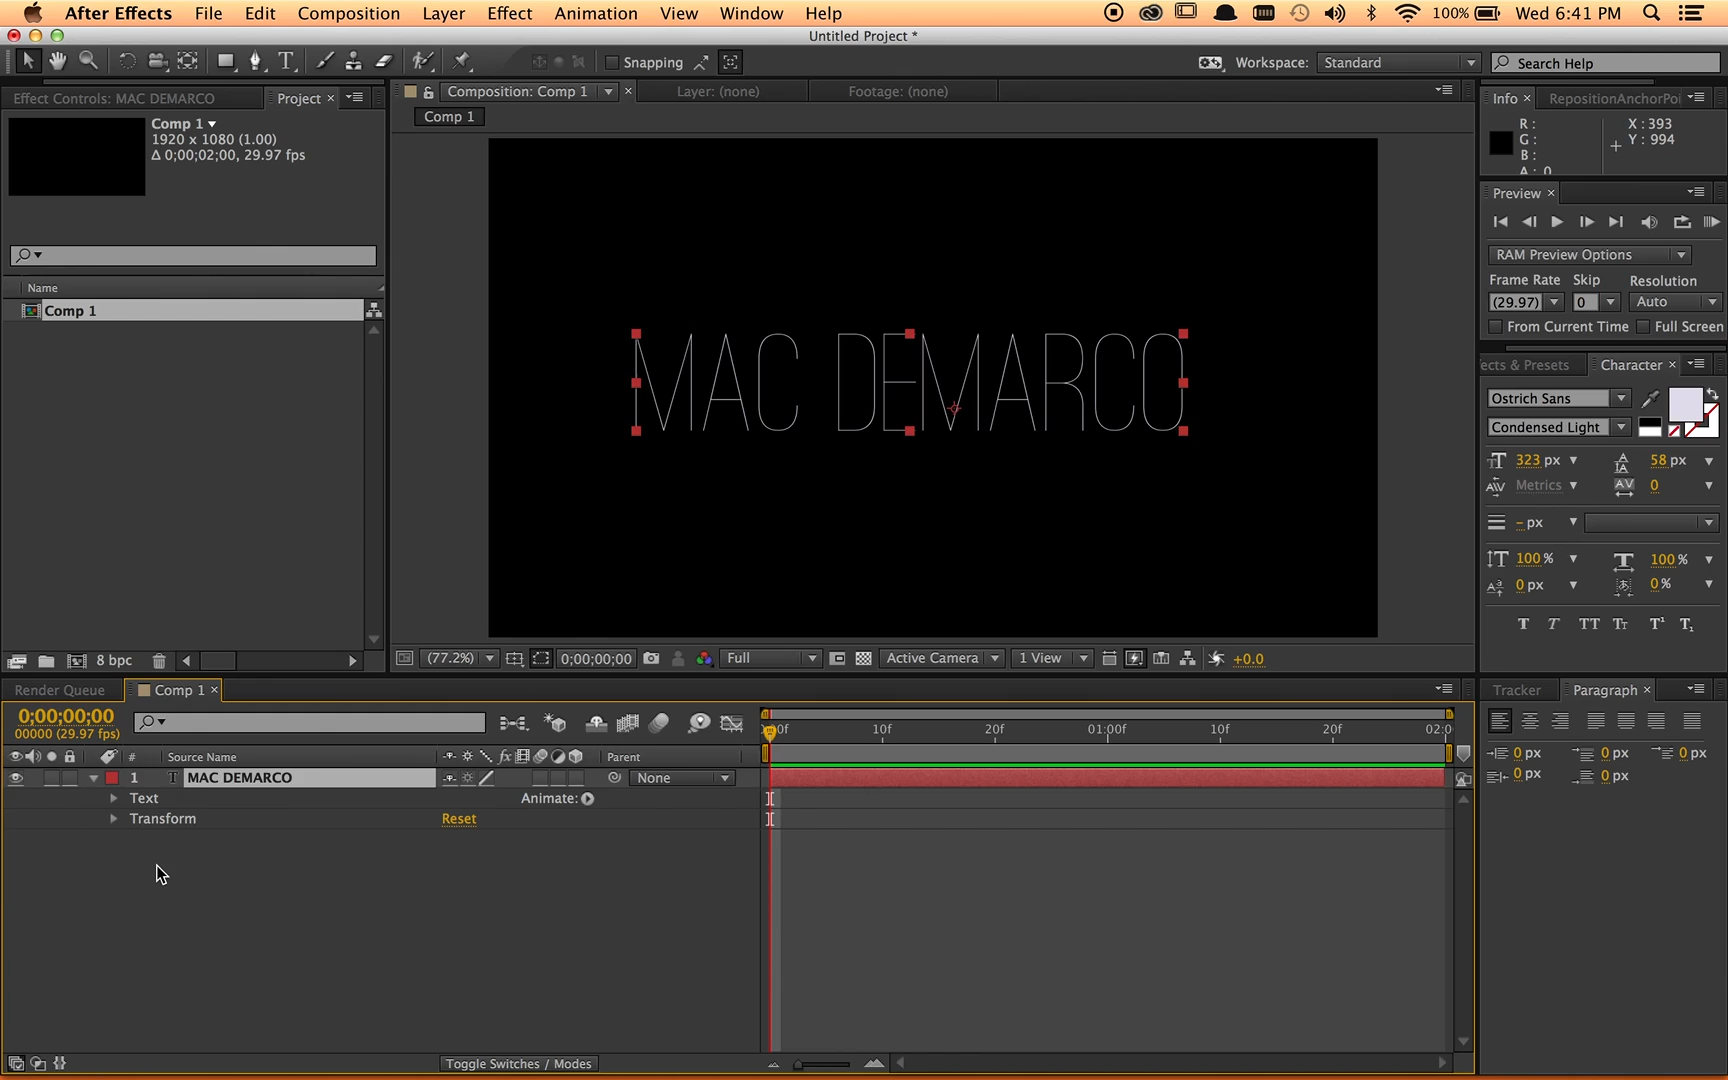 After Effects File Edit Composition Layer Effect Animation View Window Help 100% Wed 6:41 PM
Untitled Project *
Snapping Workspace: Standard Search Help
Effect Controls: MAC DEMARCO Project × Composition: Comp 1 × Layer: (none) Footage: (none) Info × RepositionAnchorPoi
Comp 1
Comp 1
1920 x 1080 (1.00)
Δ 0;00;02;00, 29.97 fps
R : X : 393
G : Y : 994
B :
A : 0
Preview ×
RAM Preview Options
Frame Rate Skip Resolution
(29.97) 0 Auto
From Current Time Full Screen
Name
Comp 1
MAC DEMARCO
ects & Presets Character ×
Ostrich Sans
Condensed Light
323 px 58 px
Metrics 0
- px
100 % 100 %
0 px 0 %
T T TT Tt T¹ T₁
8 bpc (77.2%) 0;00;00;00 Full Active Camera 1 View +0.0
Render Queue Comp 1 × Tracker Paragraph ×
0;00;00;00
00000 (29.97 fps)
:00f 10f 20f 01:00f 10f 20f 02:0
# Source Name fx Parent
1 T MAC DEMARCO None
Text Animate:
Transform Reset
0 px 0 px 0 px
0 px 0 px
Toggle Switches / Modes